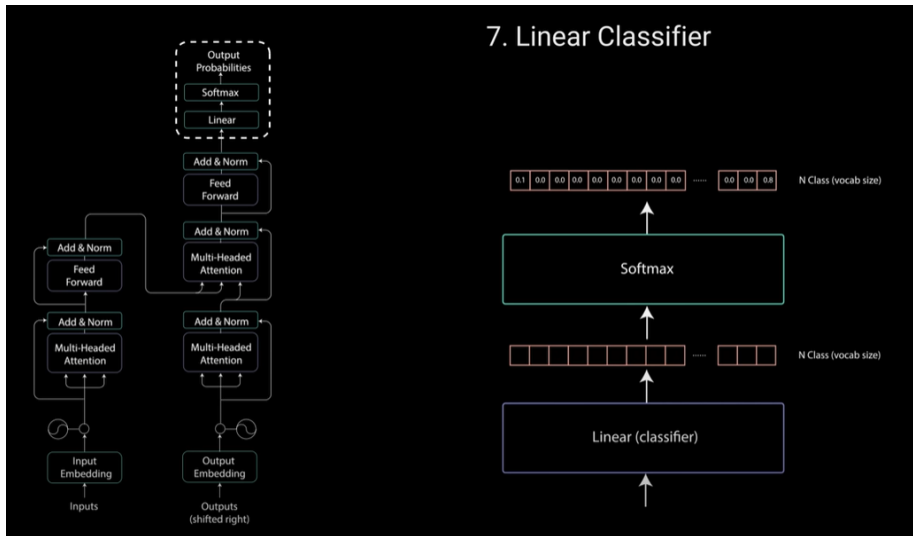 7. Linear Classifier
Output
Probabilities
Softmax
Linear
Add & Norm
Feed
Forward
Add & Norm
Multi-Headed
Attention
Add & Norm
Feed
Forward
Add & Norm
Multi-Headed
Attention
Add & Norm
Multi-Headed
Attention
Input
Embedding
Output
Embedding
Inputs
Outputs
(shifted right)
0.1 0.0 0.0 0.0 0.0 0.0 0.0 0.0 0.0 ...... 0.0 0.0 0.8 N Class (vocab size)
Softmax
...... N Class (vocab size)
Linear (classifier)